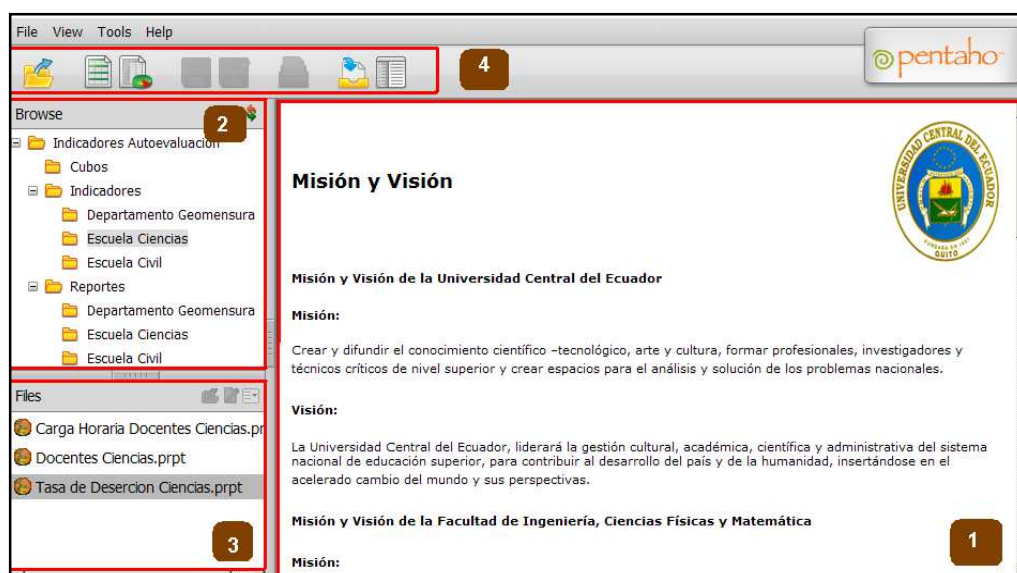 File View Tools Help
4
pentaho
Browse
2
Indicadores Autoevaluación
Cubos
Indicadores
Departamento Geomensura
Escuela Ciencias
Escuela Civil
Reportes
Departamento Geomensura
Escuela Ciencias
Escuela Civil
Files
Carga Horaria Docentes Ciencias.pr
Docentes Ciencias.prpt
Tasa de Desercion Ciencias.prpt
3
UNIVERSIDAD CENTRAL DEL ECUADOR
FUNDADA EN
QUITO
Misión y Visión
Misión y Visión de la Universidad Central del Ecuador
Misión:
Crear y difundir el conocimiento científico –tecnológico, arte y cultura, formar profesionales, investigadores y
técnicos críticos de nivel superior y crear espacios para el análisis y solución de los problemas nacionales.
Visión:
La Universidad Central del Ecuador, liderará la gestión cultural, académica, científica y administrativa del sistema
nacional de educación superior, para contribuir al desarrollo del país y de la humanidad, insertándose en el
acelerado cambio del mundo y sus perspectivas.
Misión y Visión de la Facultad de Ingeniería, Ciencias Físicas y Matemática
1
Misión: